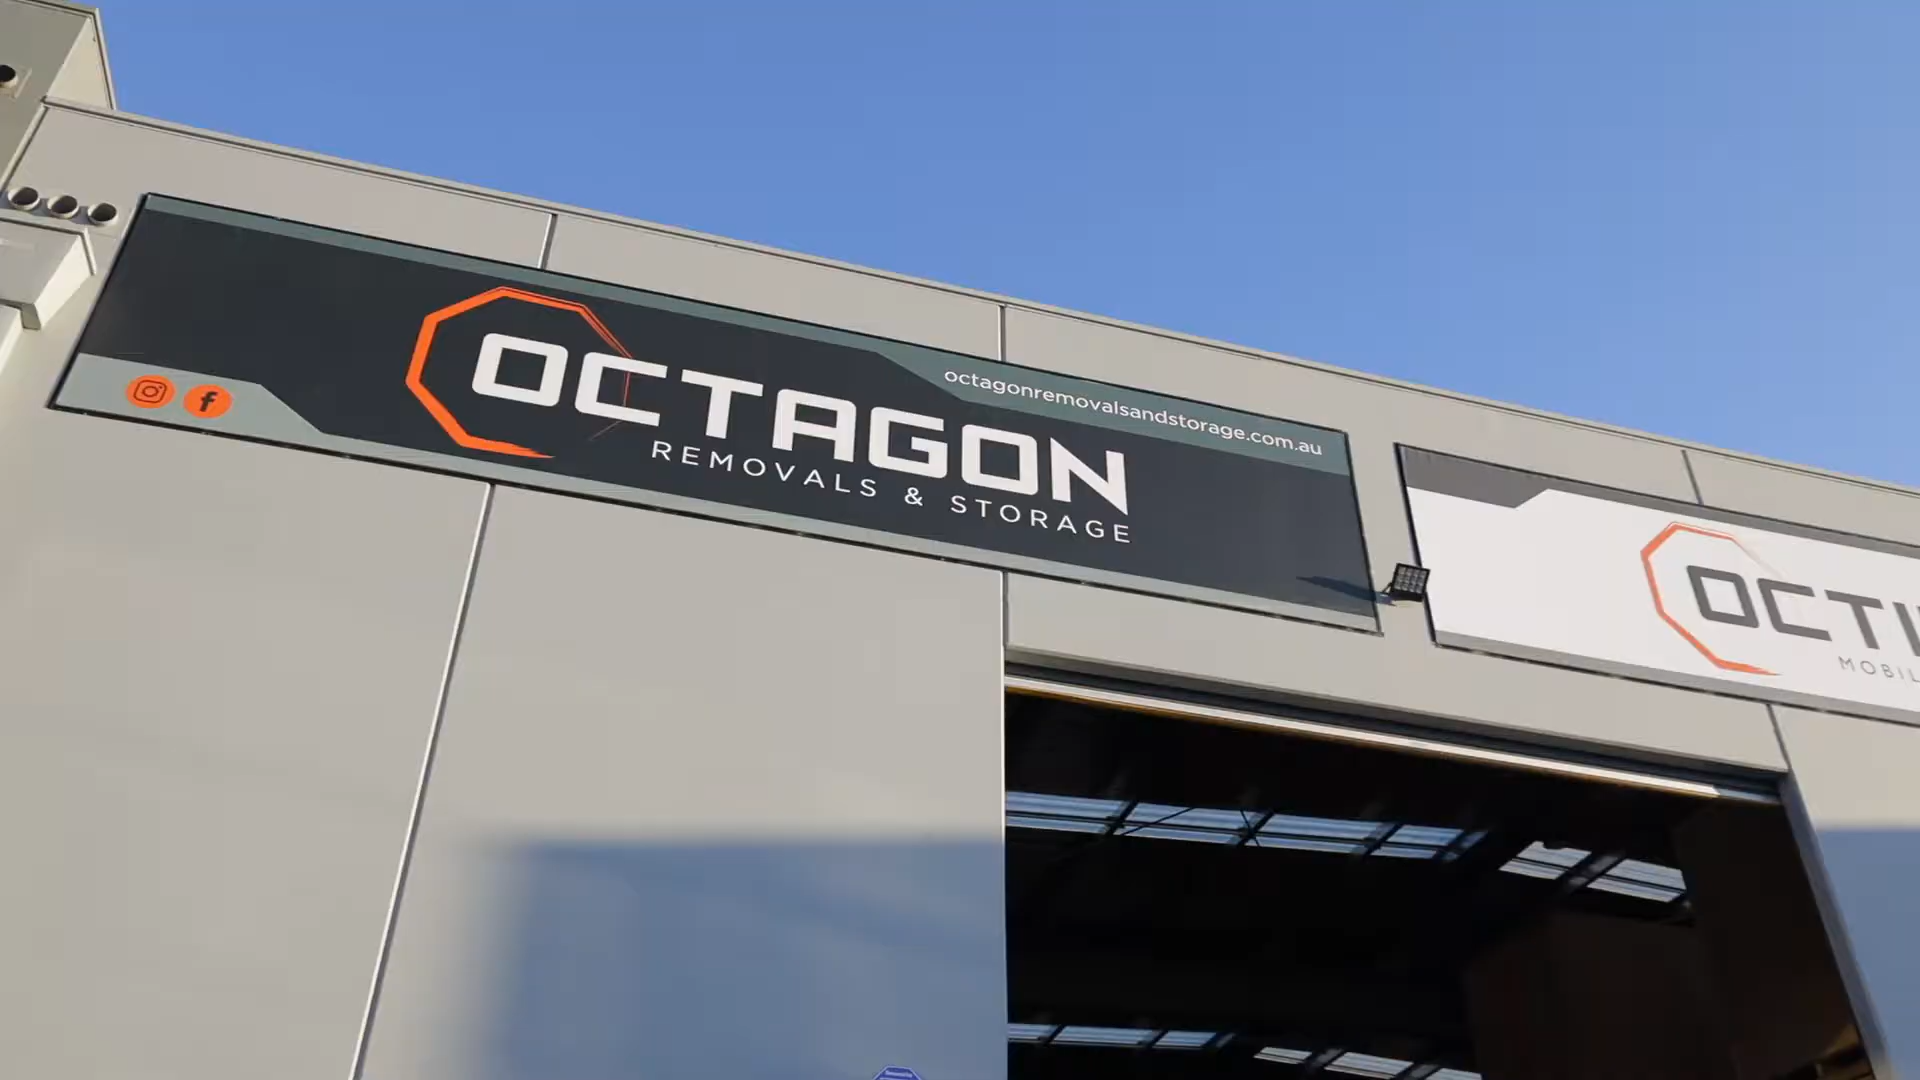 OCTAGON
REMOVALS & STORAGE
octagonremovalsandstorage.com.au
OCT
MOBIL